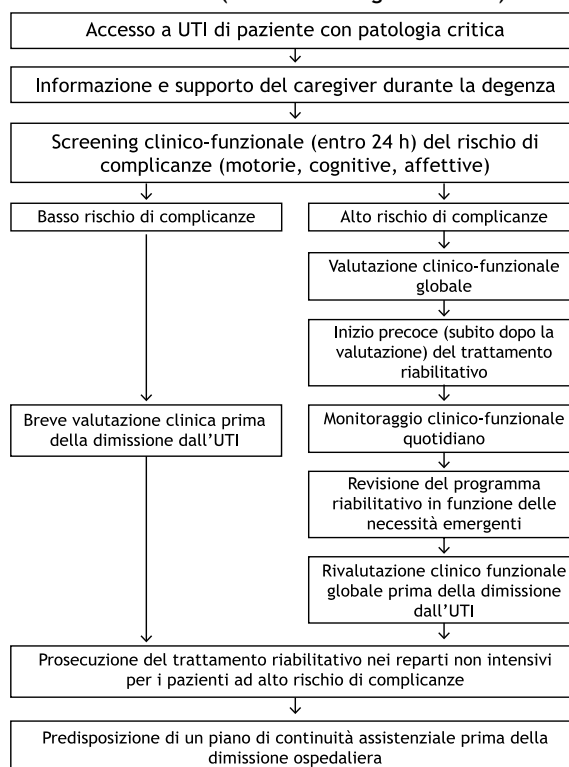 Accesso a UTI di paziente con patologia critica
Informazione e supporto del caregiver durante la degenza
Screening clinico-funzionale (entro 24 h) del rischio di
complicanze (motorie, cognitive, affettive)
Basso rischio di complicanze
Alto rischio di complicanze
Valutazione clinico-funzionale
globale
Inizio precoce (subito dopo la
valutazione) del trattamento
riabilitativo
Breve valutazione clinica prima
della dimissione dall'UTI
Monitoraggio clinico-funzionale
quotidiano
Revisione del programma
riabilitativo in funzione delle
necessità emergenti
Rivalutazione clinico funzionale
globale prima della dimissione
dall'UTI
Prosecuzione del trattamento riabilitativo nei reparti non intensivi
per i pazienti ad alto rischio di complicanze
Predisposizione di un piano di continuità assistenziale prima della
dimissione ospedaliera